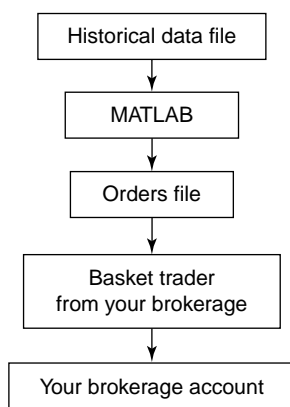 Historical data file
MATLAB
Orders file
Basket trader
from your brokerage
Your brokerage account